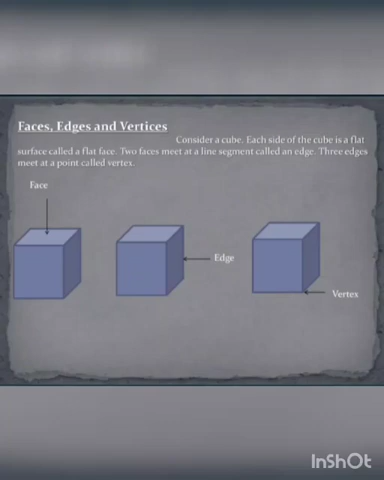 Faces, Edges and Vertices
Consider a cube. Each side of the cube is a flat
surface called a flat face. Two faces meet at a line segment called an edge. Three edges
meet at a point called vertex.
Face
Edge
Vertex
InShOt